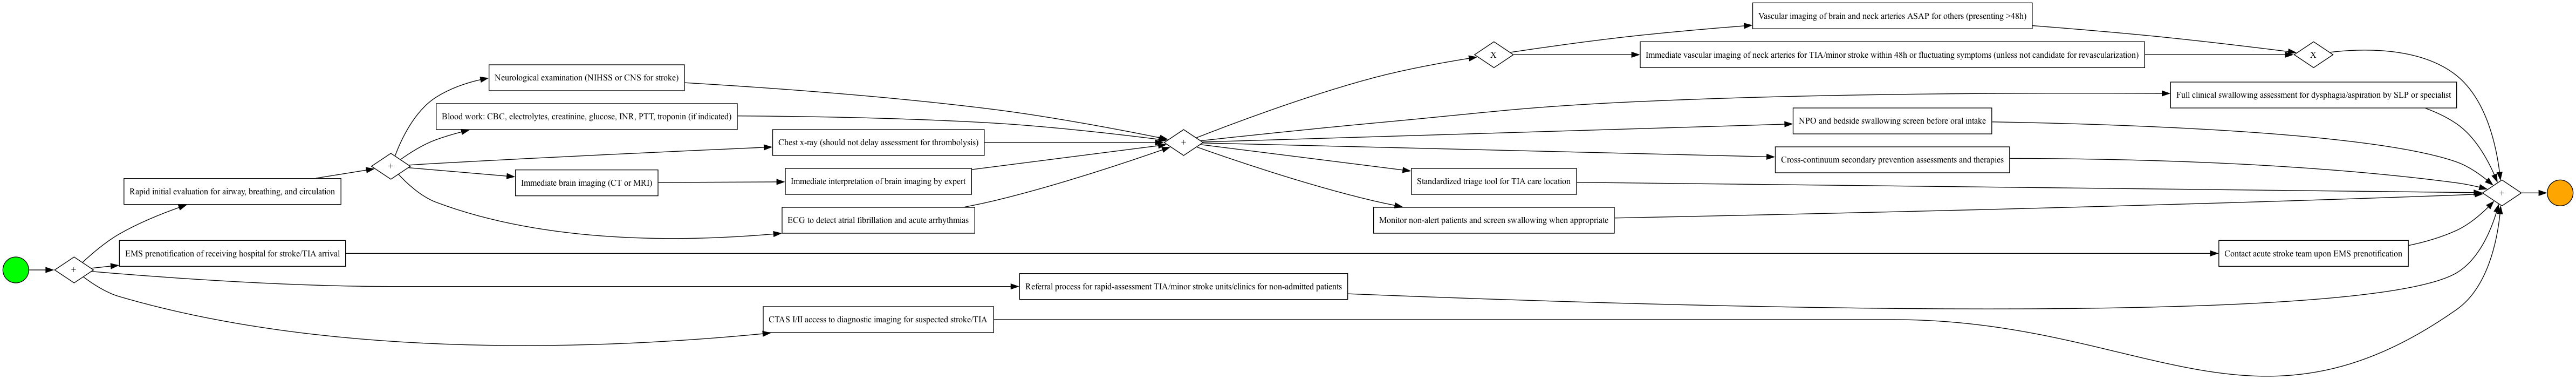 Vascular imaging of brain and neck arteries ASAP for others (presenting >48h)
X
Immediate vascular imaging of neck arteries for TIA/minor stroke within 48h or fluctuating symptoms (unless not candidate for revascularization)
X
Neurological examination (NIHSS or CNS for stroke)
Full clinical swallowing assessment for dysphagia/aspiration by SLP or specialist
Blood work: CBC, electrolytes, creatinine, glucose, INR, PTT, troponin (if indicated)
NPO and bedside swallowing screen before oral intake
Chest x-ray (should not delay assessment for thrombolysis)
+
Cross-continuum secondary prevention assessments and therapies
+
Immediate brain imaging (CT or MRI)
Immediate interpretation of brain imaging by expert
Standardized triage tool for TIA care location
Rapid initial evaluation for airway, breathing, and circulation
+
ECG to detect atrial fibrillation and acute arrhythmias
Monitor non-alert patients and screen swallowing when appropriate
EMS prenotification of receiving hospital for stroke/TIA arrival
Contact acute stroke team upon EMS prenotification
+
Referral process for rapid-assessment TIA/minor stroke units/clinics for non-admitted patients
CTAS I/II access to diagnostic imaging for suspected stroke/TIA